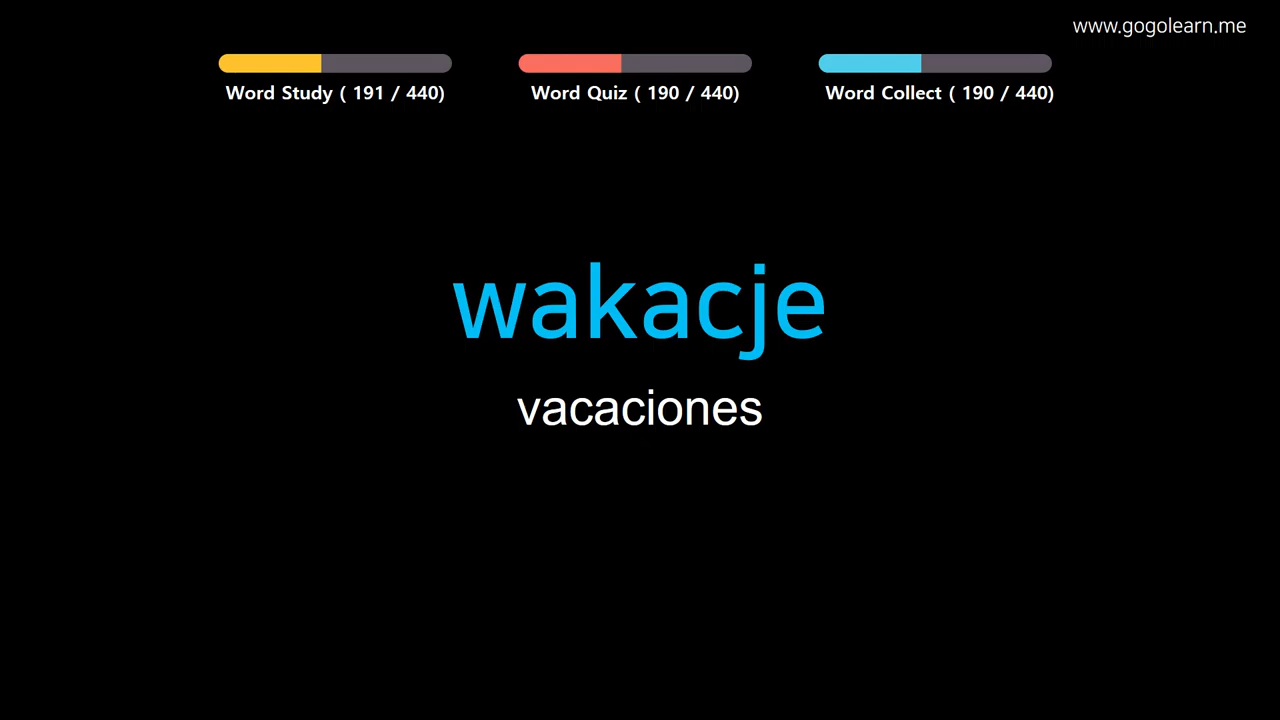 www.gogolearn.me
Word Study ( 191 / 440)
Word Quiz ( 190 / 440)
Word Collect ( 190 / 440)
wakacje
vacaciones